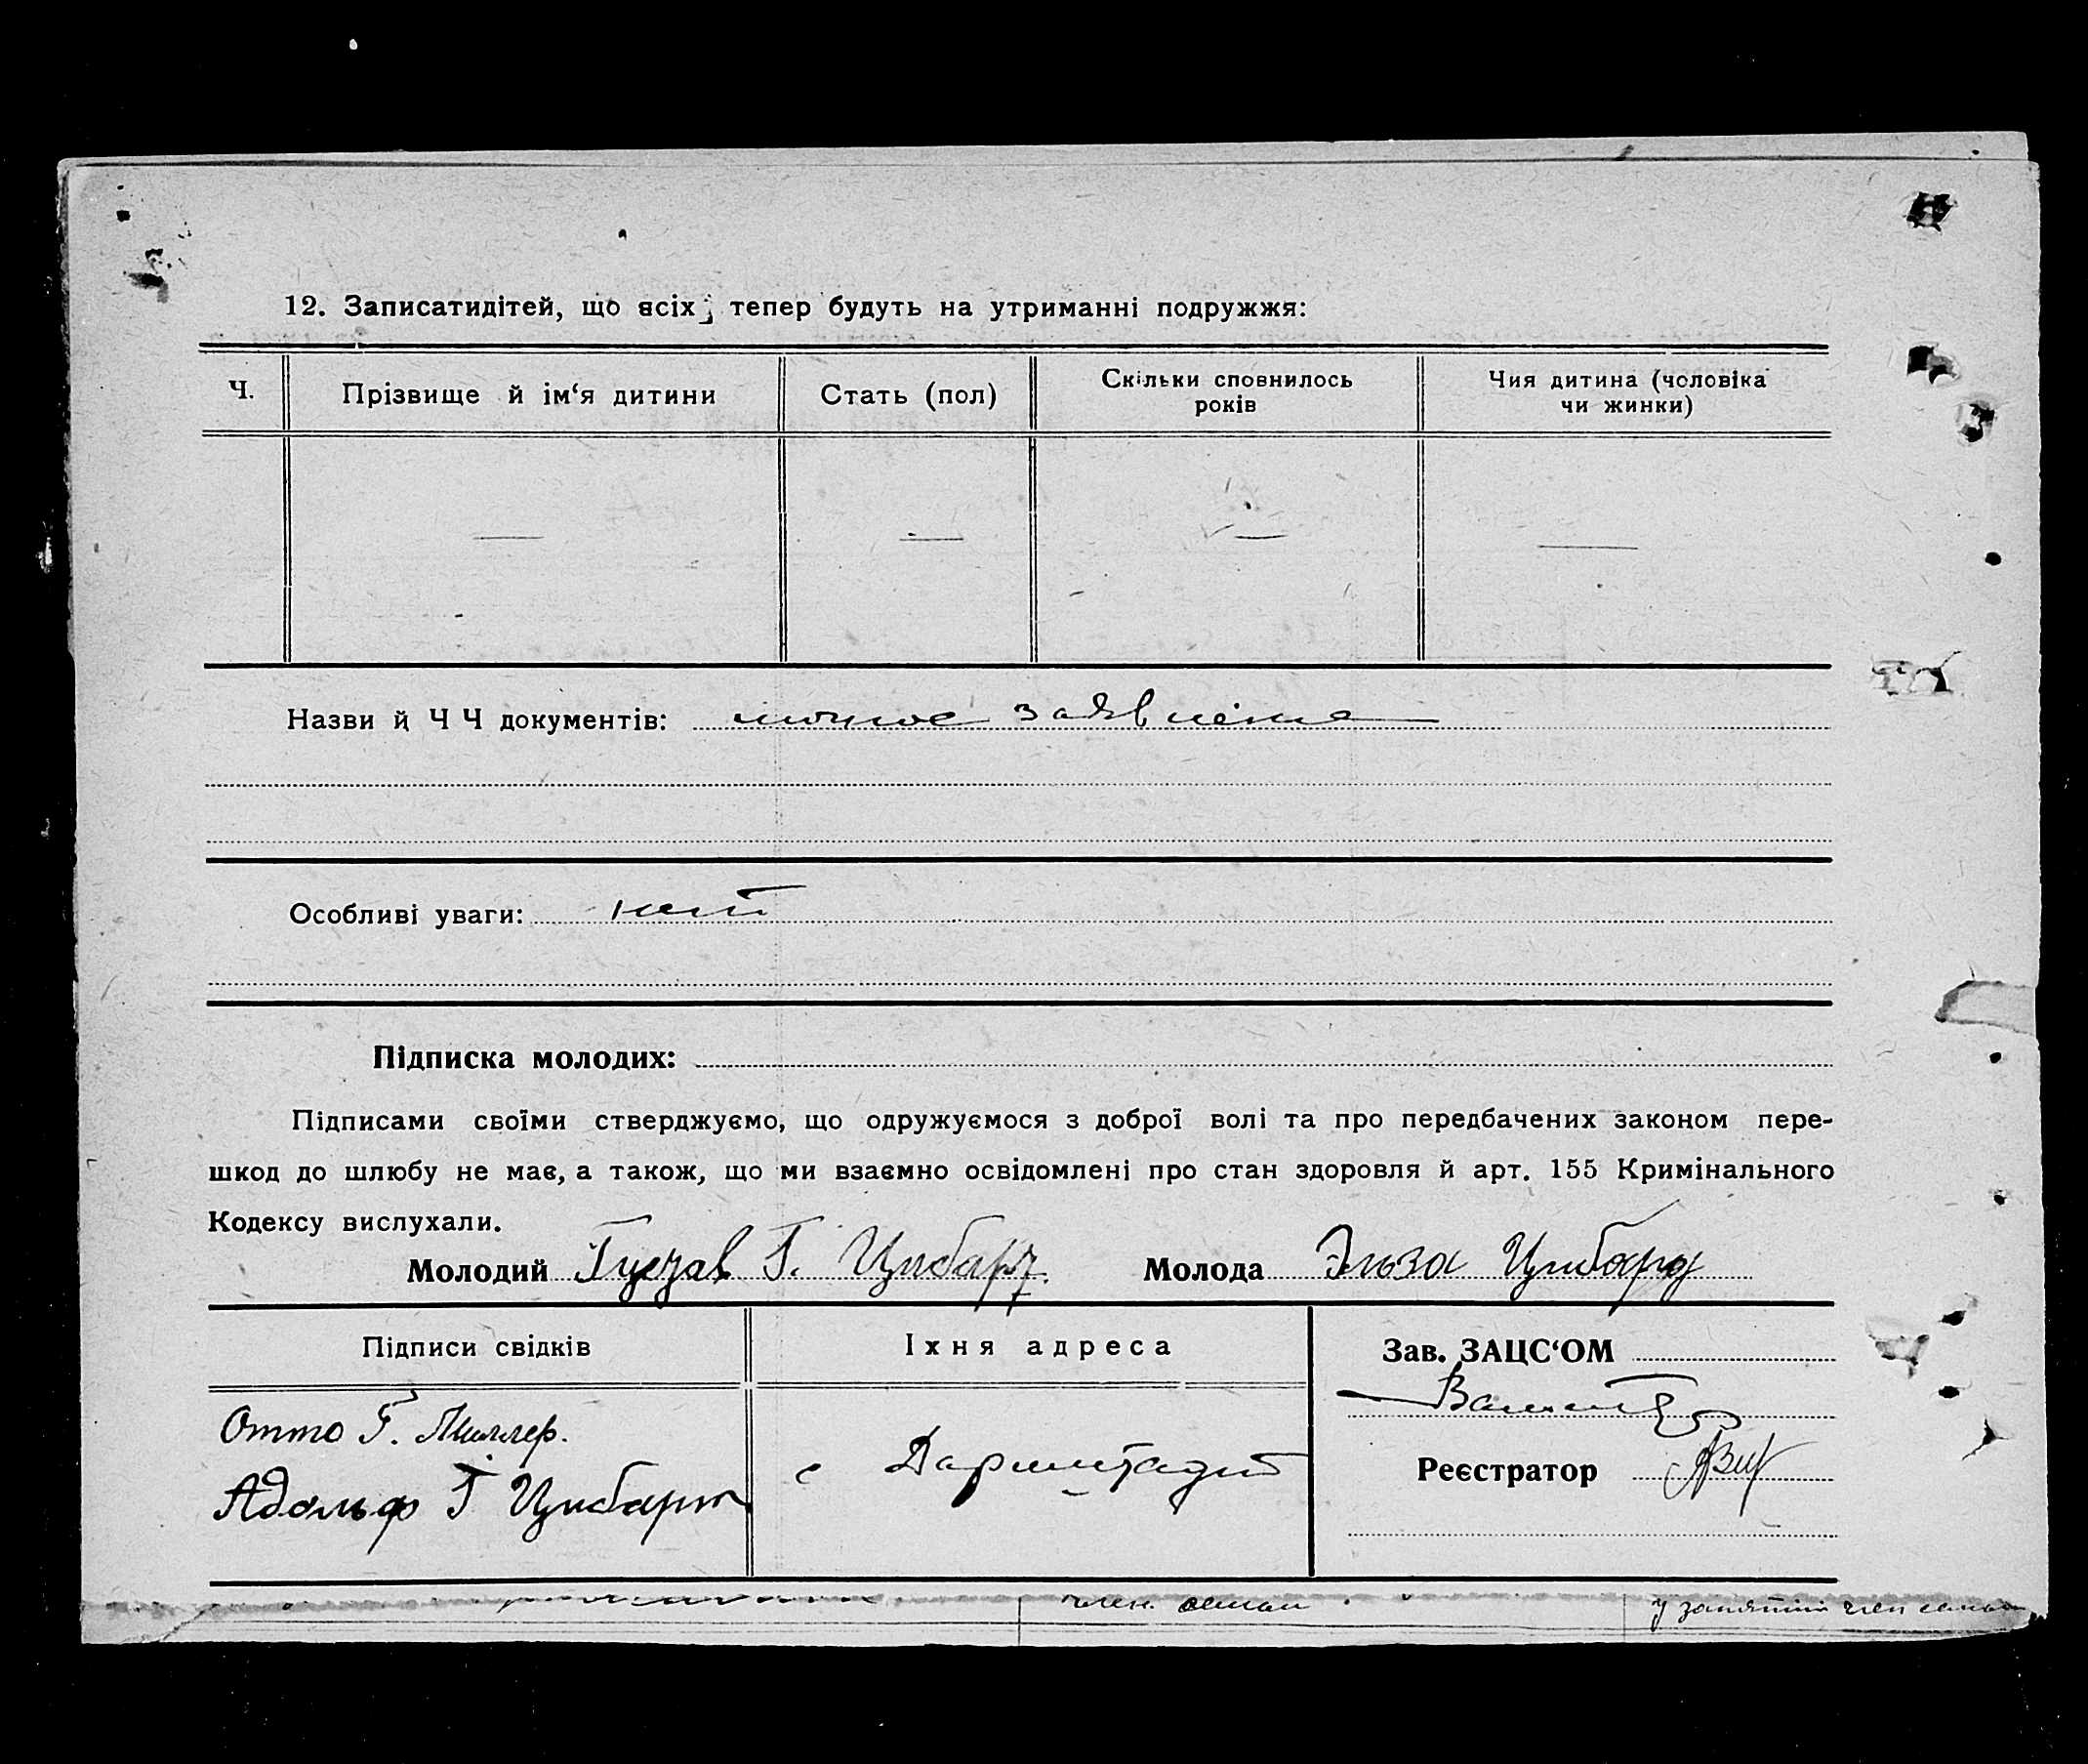 12. Записатидітей, що всіх тепер будуть на утриманні подружжя:
Ч.
Прізвище й ім‘я дитини
Стать (пол)
Скільки сповнилось
років
Чия дитина (чоловіка
чи жинки)
— — — —
Назви й Ч Ч документів: личное заявление
Особливі уваги: нет
Підписка молодих:
Підписами своїми стверджуємо, що одружуємося з доброї волі та про передбачених законом пере-
шкод до шлюбу не має, а також, що ми взаємно освідомлені про стан здоровля й арт. 155 Кримінального
Кодексу вислухали.
Молодий Густав Г. Цибарт. Молода Эльза Цибарт
Підписи свідків
Їхня адреса
Зав. ЗАЦС‘ОМ
Отто Г. Миллер.
Адольф Г Цибарт
с Дармштадт
Реєстратор
член семьи